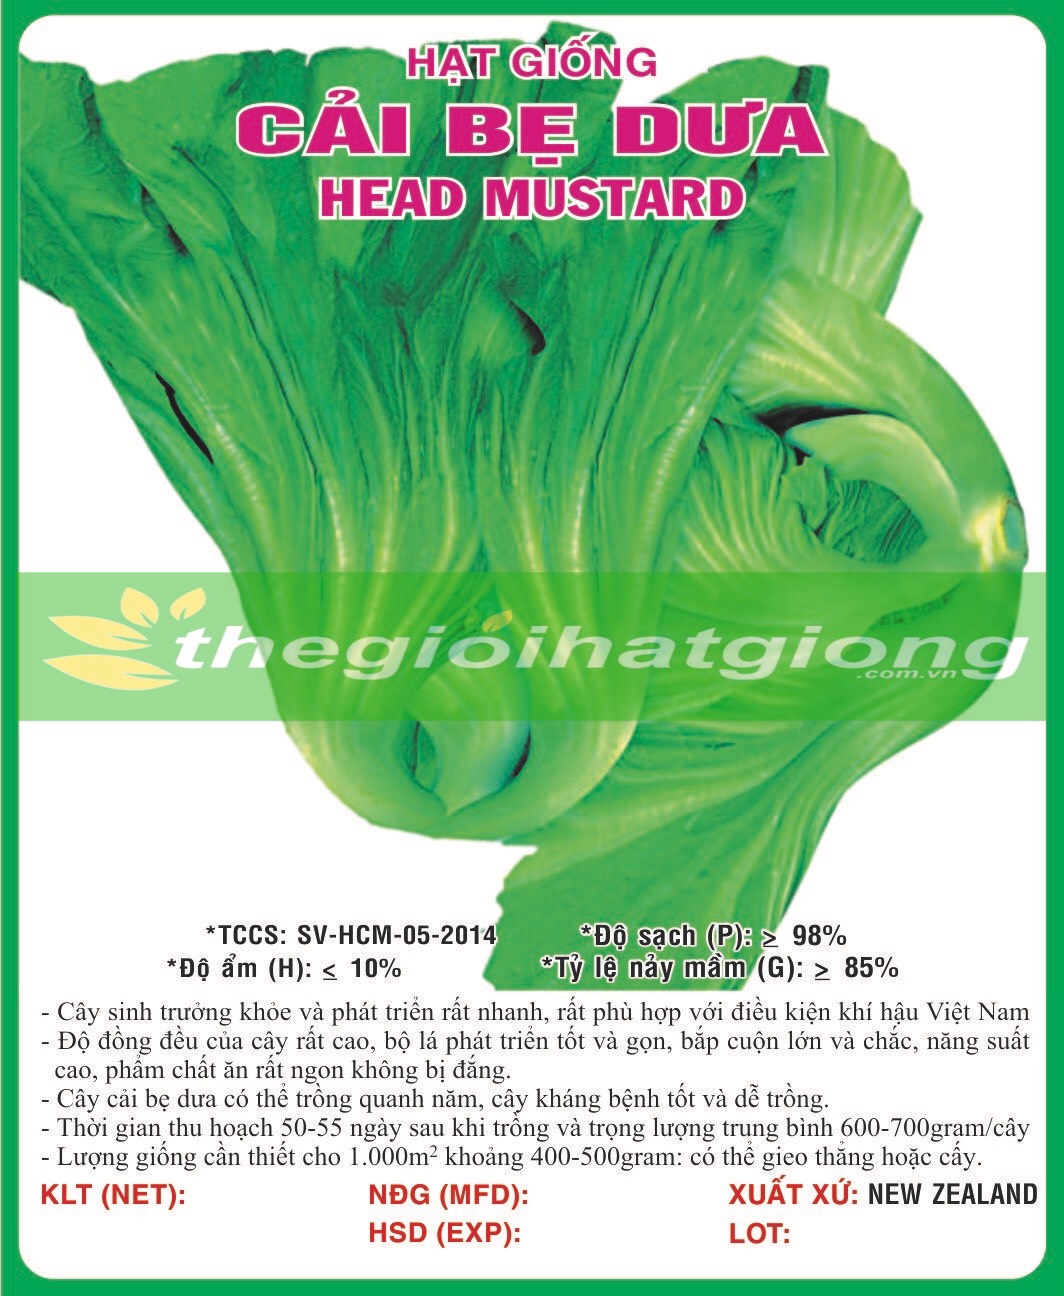 HẠT GIỐNG
CẢI BẸ DƯA
HEAD MUSTARD
thegioihatgiong
.com.vn
*TCCS: SV-HCM-05-2014 *Độ sạch (P): ≥ 98%
*Độ ẩm (H): ≤ 10% *Tỷ lệ nảy mầm (G): ≥ 85%
- Cây sinh trưởng khỏe và phát triển rất nhanh, rất phù hợp với điều kiện khí hậu Việt Nam
- Độ đồng đều của cây rất cao, bộ lá phát triển tốt và gọn, bắp cuộn lớn và chắc, năng suất
cao, phẩm chất ăn rất ngon không bị đắng.
- Cây cải bẹ dưa có thể trồng quanh năm, cây kháng bệnh tốt và dễ trồng.
- Thời gian thu hoạch 50-55 ngày sau khi trồng và trọng lượng trung bình 600-700gram/cây
- Lượng giống cần thiết cho 1.000m² khoảng 400-500gram: có thể gieo thẳng hoặc cấy.
KLT (NET): NĐG (MFD): XUẤT XỨ: NEW ZEALAND
HSD (EXP): LOT: